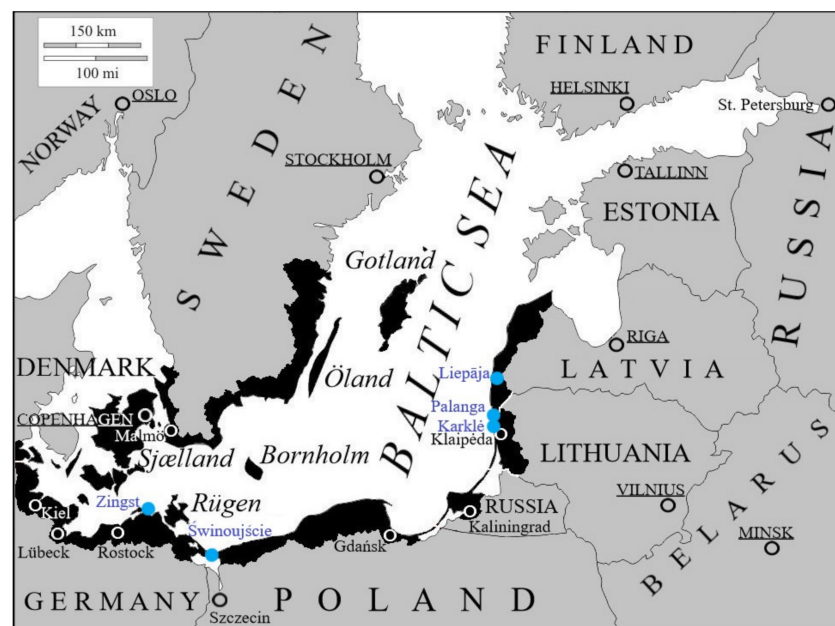 150 km
100 mi
NORWAY
OSLO
SWEDEN
STOCKHOLM
FINLAND
HELSINKI
St. Petersburg
TALLINN
ESTONIA
RUSSIA
BALTIC SEA
Gotland
Öland
RIGA
LATVIA
Liepāja
Palanga
Karklė
Klaipėda
LITHUANIA
VILNIUS
DENMARK
COPENHAGEN
Malmö
Sjælland
Bornholm
Rügen
Zingst
Świnoujście
Kiel
Lübeck
Rostock
Gdańsk
RUSSIA
Kaliningrad
BELARUS
MINSK
GERMANY
Szczecin
POLAND